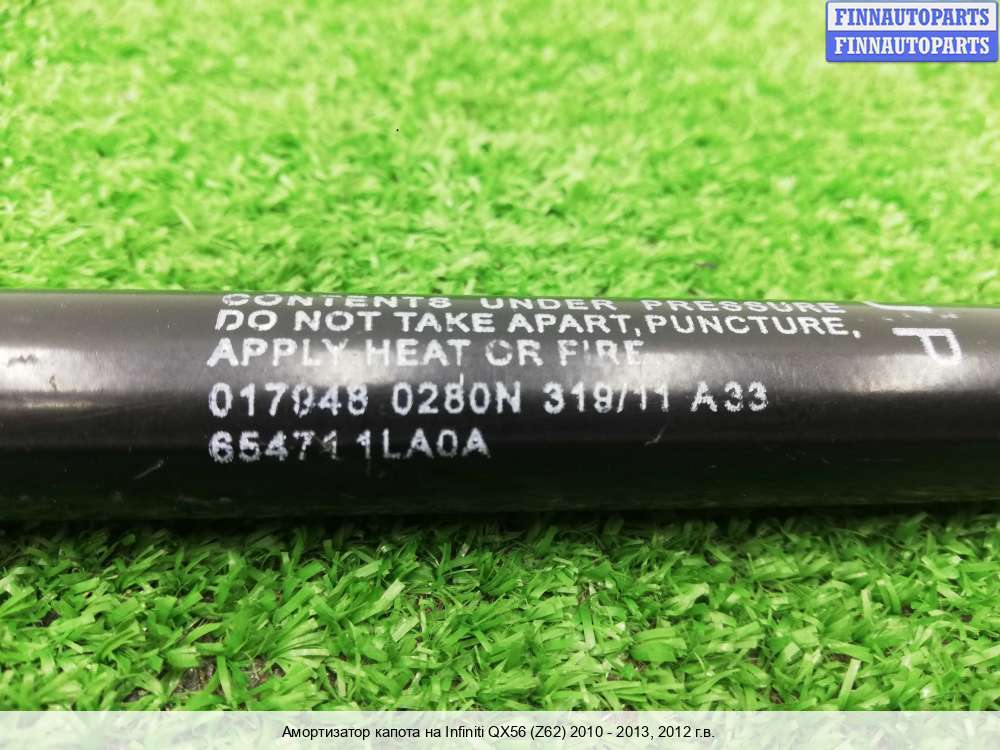 FINNAUTOPARTS
FINNAUTOPARTS
CONTENTS UNDER PRESSURE
DO NOT TAKE APART, PUNCTURE,
APPLY HEAT OR FIRE
P
017948 0280N 319/11 A33
65471 1LA0A
Амортизатор капота на Infiniti QX56 (Z62) 2010 - 2013, 2012 г.в.